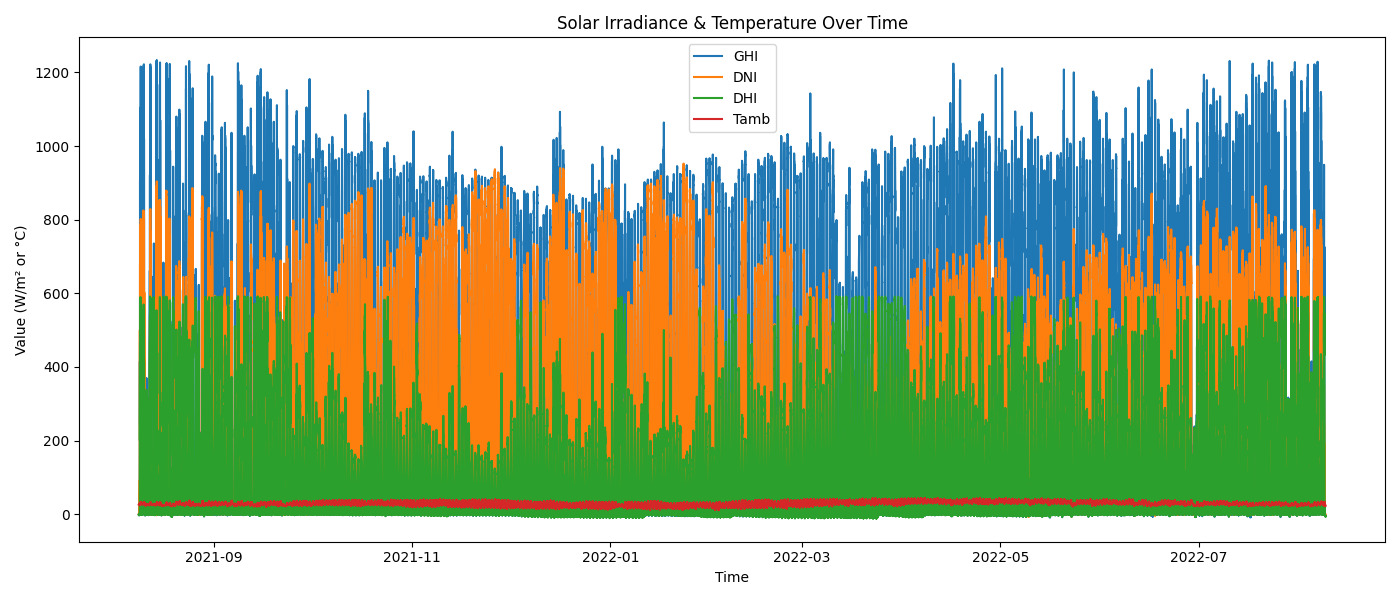 Solar Irradiance & Temperature Over Time
GHI
DNI
DHI
Tamb
Value (W/m² or °C)
1200
1000
800
600
400
200
0
2021-09
2021-11
2022-01
2022-03
2022-05
2022-07
Time